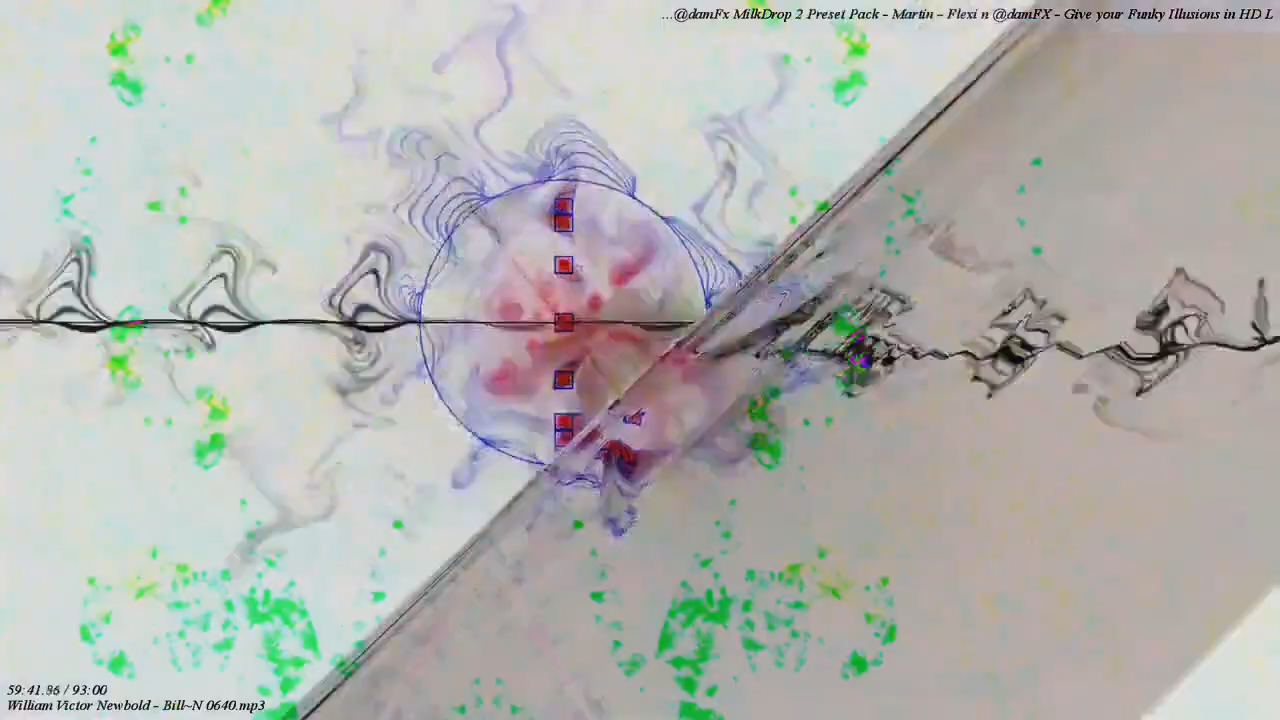 ...@damFx MilkDrop 2 Preset Pack - Martin - Flexi n @damFX - Give your Funky Illusions in HD L
59:41.86 / 93:00
William Victor Newbold - Bill~N 0640.mp3